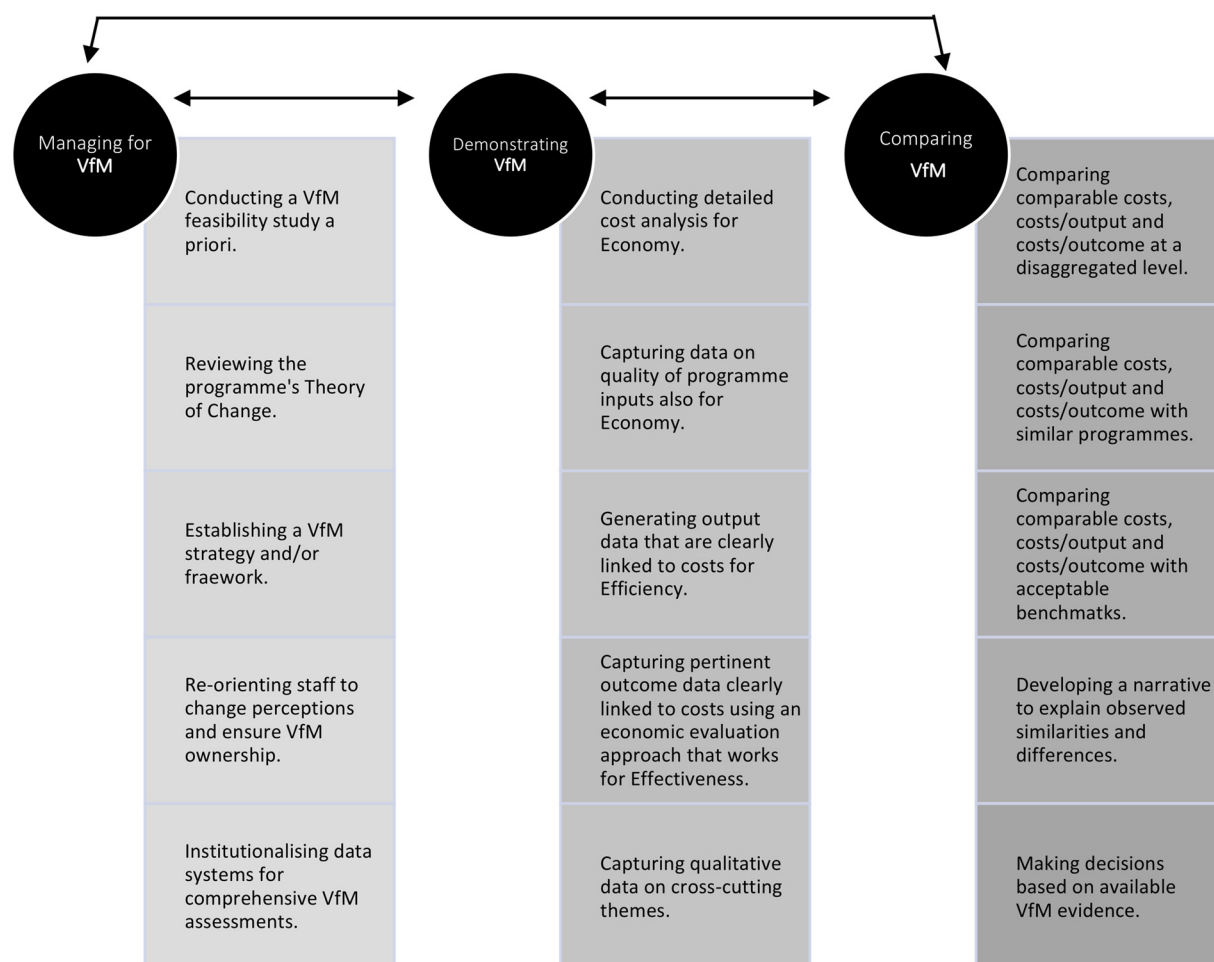 Managing for
VfM
Conducting a VfM
feasibility study a
priori.
Reviewing the
programme's Theory
of Change.
Establishing a VfM
strategy and/or
fraework.
Re-orienting staff to
change perceptions
and ensure VfM
ownership.
Institutionalising data
systems for
comprehensive VfM
assessments.
Demonstrating
VfM
Conducting detailed
cost analysis for
Economy.
Capturing data on
quality of programme
inputs also for
Economy.
Generating output
data that are clearly
linked to costs for
Efficiency.
Capturing pertinent
outcome data clearly
linked to costs using an
economic evaluation
approach that works
for Effectiveness.
Capturing qualitative
data on cross-cutting
themes.
Comparing
VfM
Comparing
comparable costs,
costs/output and
costs/outcome at a
disaggregated level.
Comparing
comparable costs,
costs/output and
costs/outcome with
similar programmes.
Comparing
comparable costs,
costs/output and
costs/outcome with
acceptable
benchmatks.
Developing a narrative
to explain observed
similarities and
differences.
Making decisions
based on available
VfM evidence.